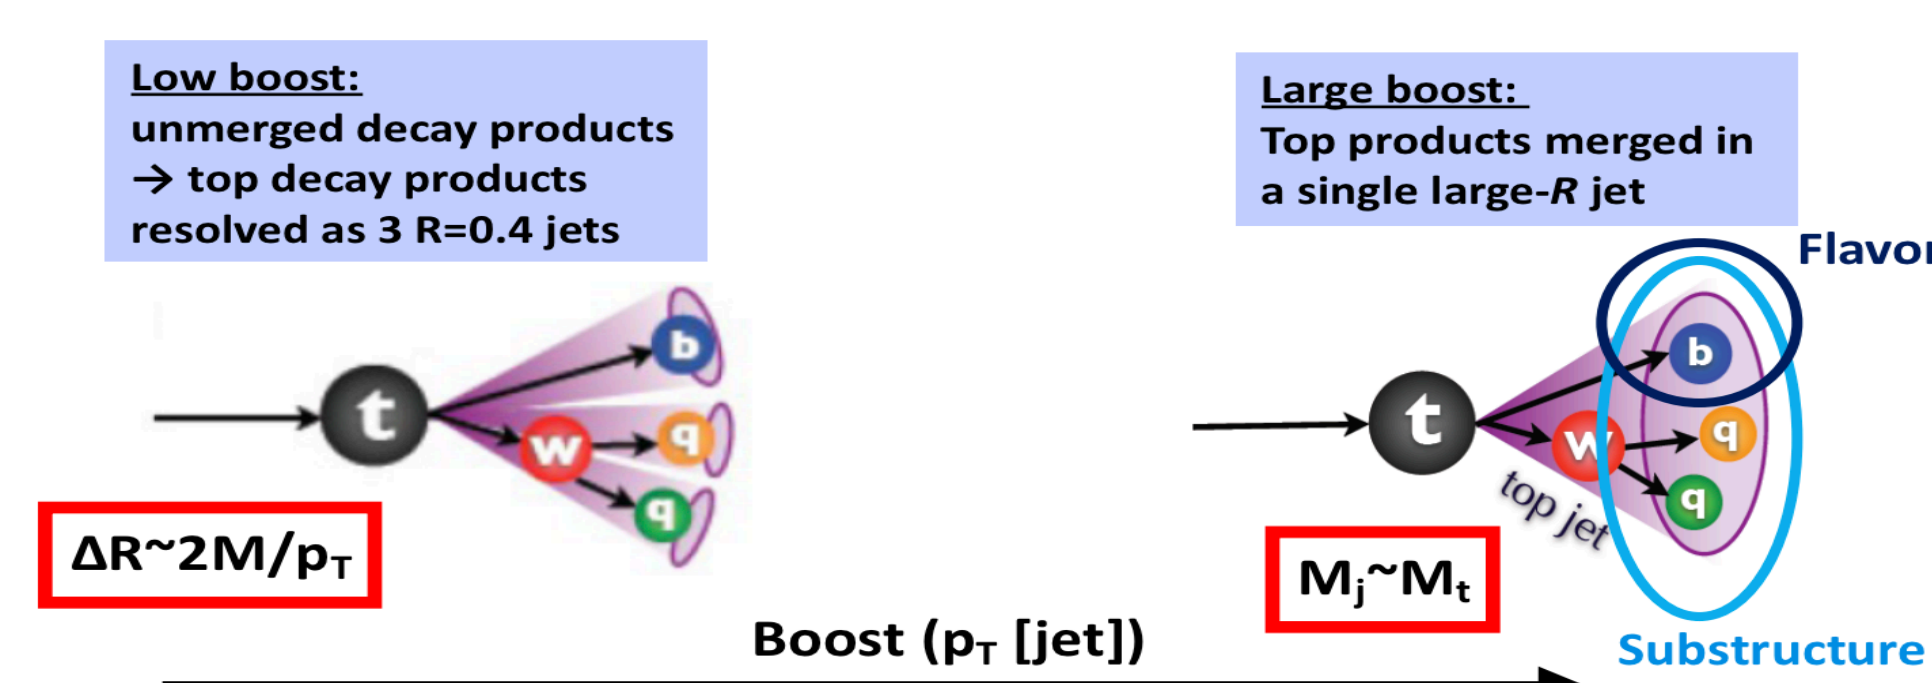 Low boost:
unmerged decay products
→ top decay products
resolved as 3 R=0.4 jets
Large boost:
Top products merged in
a single large-R jet
Flavor
t
b
W
q
q
ΔR~2M/pT
t
b
W
q
q
top jet
Mj~Mt
Boost (pT [jet])
Substructure